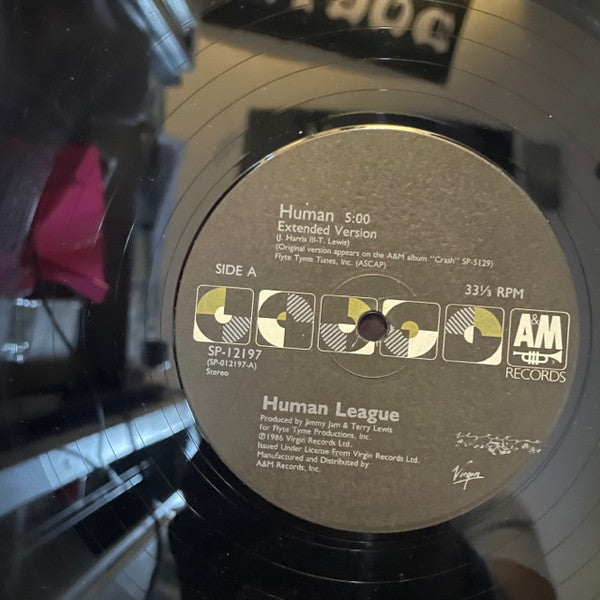 Human 5:00
Extended Version
(J. Harris III-T. Lewis)
(Original version appears on the A&M album "Crash" SP-5129)
Flyte Tyme Tunes, Inc. (ASCAP)
SIDE A
33⅓ RPM
A&M
RECORDS
SP-12197
(SP-012197-A)
Stereo
Human League
Produced by Jimmy Jam & Terry Lewis
for Flyte Tyme Productions, Inc.
℗1986 Virgin Records Ltd.
Issued Under License From Virgin Records Ltd.
Manufactured and Distributed by
A&M Records, Inc.
Virgin